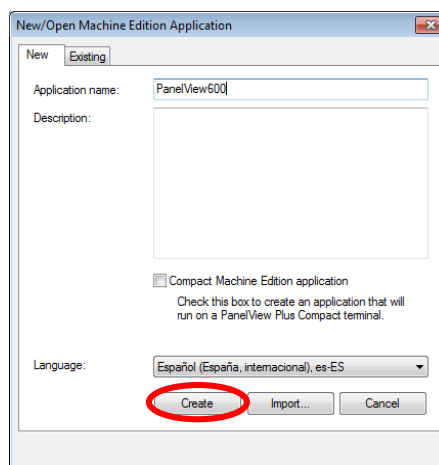 New/Open Machine Edition Application
New
Existing
Application name:
PanelView600
Description:
Compact Machine Edition application
Check this box to create an application that will
run on a PanelView Plus Compact terminal.
Language:
Español (España, internacional), es-ES
Create
Import...
Cancel